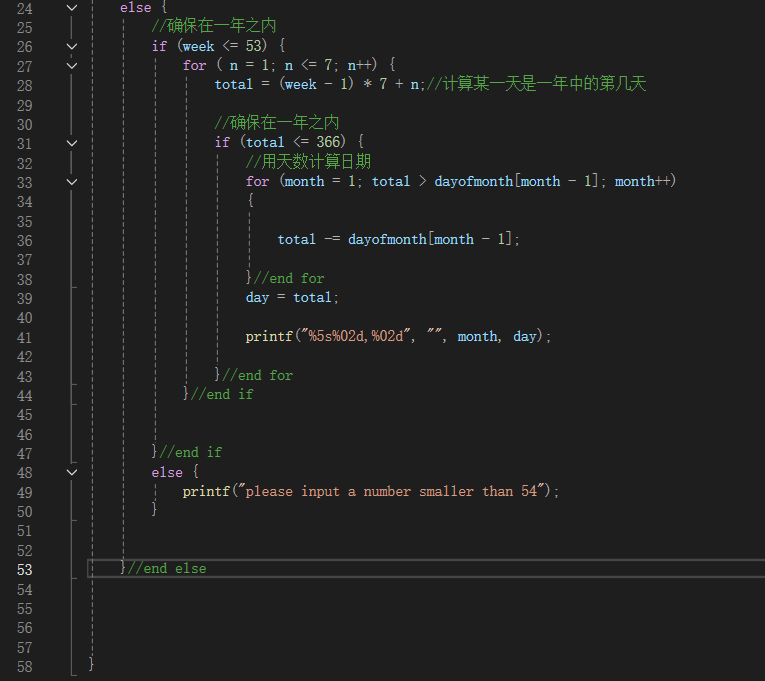 24 else {
25 //确保在一年之内
26 if (week <= 53) {
27 for ( n = 1; n <= 7; n++) {
28 total = (week - 1) * 7 + n;//计算某一天是一年中的第几天
29
30 //确保在一年之内
31 if (total <= 366) {
32 //用天数计算日期
33 for (month = 1; total > dayofmonth[month - 1]; month++)
34 {
35
36 total -= dayofmonth[month - 1];
37
38 }//end for
39 day = total;
40
41 printf("%5s%02d,%02d", "", month, day);
42
43 }//end for
44 }//end if
45
46
47 }//end if
48 else {
49 printf("please input a number smaller than 54");
50 }
51
52
53 }//end else
54
55
56
57
58 }